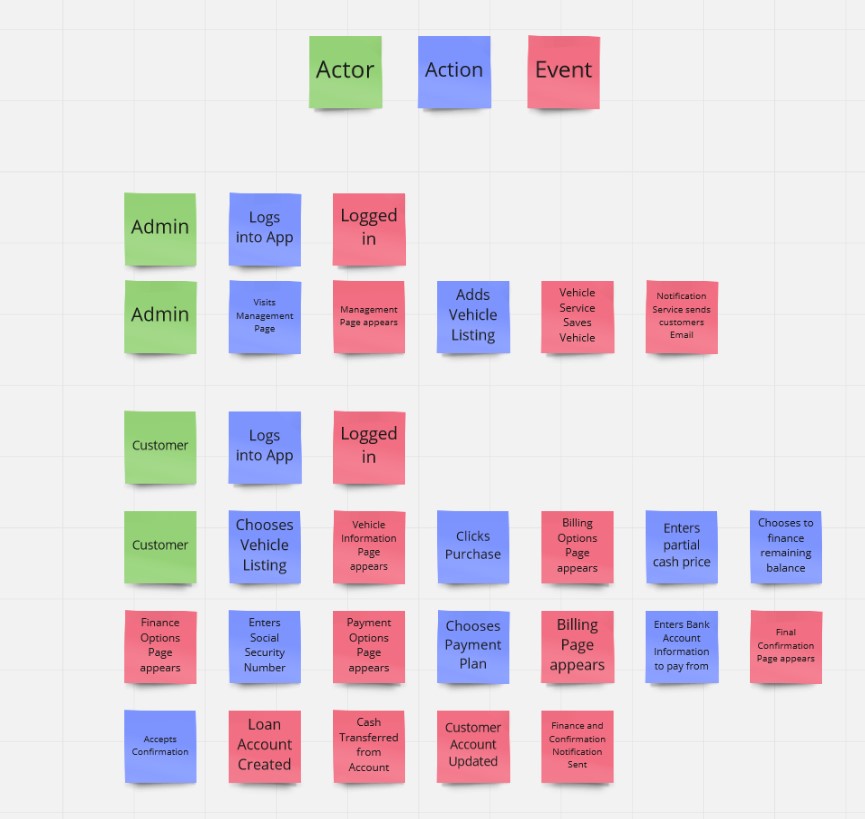 Actor
Action
Event
Admin
Logs
into App
Logged
in
Admin
Visits
Management
Page
Management
Page appears
Adds
Vehicle
Listing
Vehicle
Service
Saves
Vehicle
Notification
Service sends
customers
Email
Customer
Logs
into App
Logged
in
Customer
Chooses
Vehicle
Listing
Vehicle
Information
Page
appears
Clicks
Purchase
Billing
Options
Page
appears
Enters
partial
cash price
Chooses to
finance
remaining
balance
Finance
Options
Page
appears
Enters
Social
Security
Number
Payment
Options
Page
appears
Chooses
Payment
Plan
Billing
Page
appears
Enters Bank
Account
Information
to pay from
Final
Confirmation
Page appears
Accepts
Confirmation
Loan
Account
Created
Cash
Transferred
from
Account
Customer
Account
Updated
Finance and
Confirmation
Notification
Sent